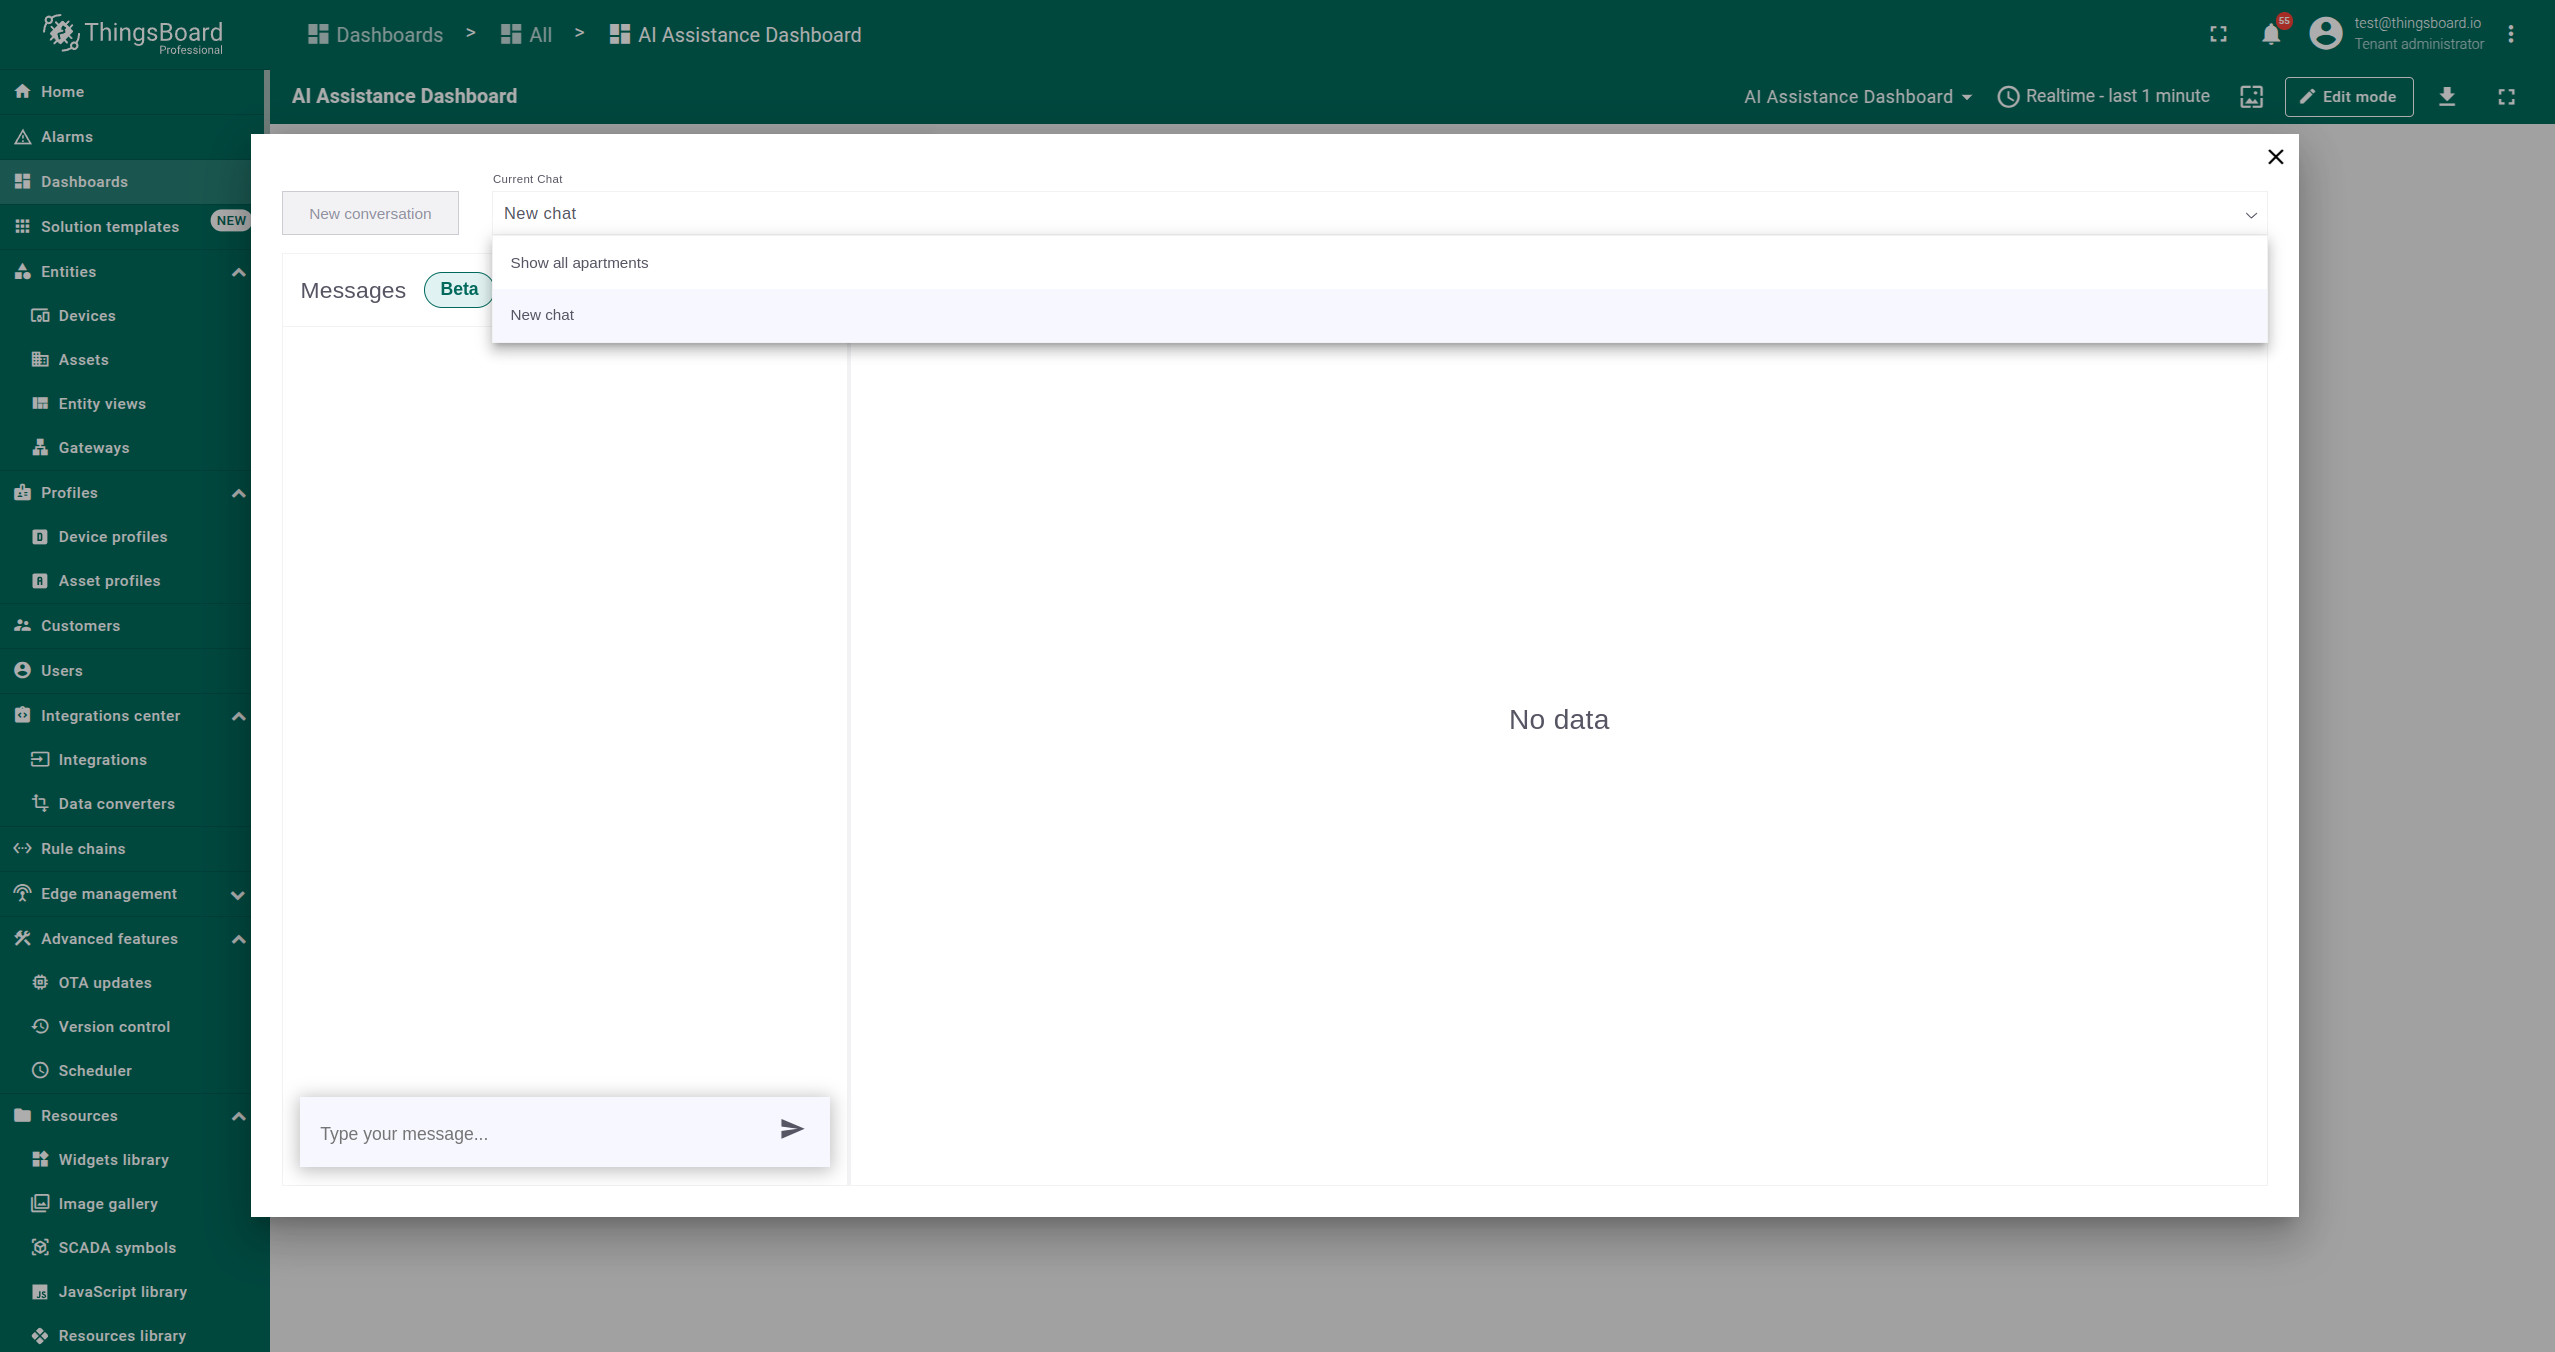 ThingsBoard
Professional
Dashboards > All > AI Assistance Dashboard
55
test@thingsboard.io
Tenant administrator
AI Assistance Dashboard
AI Assistance Dashboard
Realtime - last 1 minute
Edit mode
Home
Alarms
Dashboards
Solution templates NEW
Entities
Devices
Assets
Entity views
Gateways
Profiles
Device profiles
Asset profiles
Customers
Users
Integrations center
Integrations
Data converters
Rule chains
Edge management
Advanced features
OTA updates
Version control
Scheduler
Resources
Widgets library
Image gallery
SCADA symbols
JavaScript library
Resources library
New conversation
Current Chat
New chat
Show all apartments
New chat
Messages Beta
No data
Type your message...